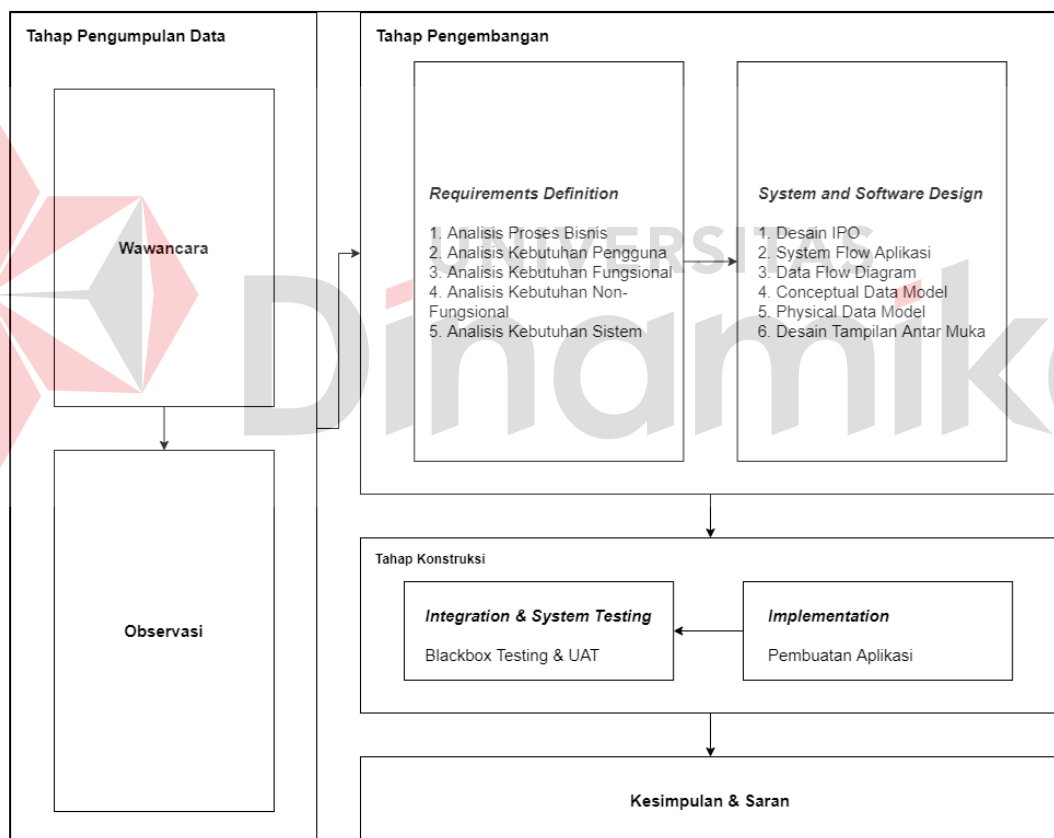 Tahap Pengumpulan Data
Wawancara
Observasi
Tahap Pengembangan
Requirements Definition
1. Analisis Proses Bisnis
2. Analisis Kebutuhan Pengguna
3. Analisis Kebutuhan Fungsional
4. Analisis Kebutuhan Non-
Fungsional
5. Analisis Kebutuhan Sistem
System and Software Design
1. Desain IPO
2. System Flow Aplikasi
3. Data Flow Diagram
4. Conceptual Data Model
5. Physical Data Model
6. Desain Tampilan Antar Muka
UNIVERSITAS
Dinamika
Tahap Konstruksi
Integration & System Testing
Blackbox Testing & UAT
Implementation
Pembuatan Aplikasi
Kesimpulan & Saran